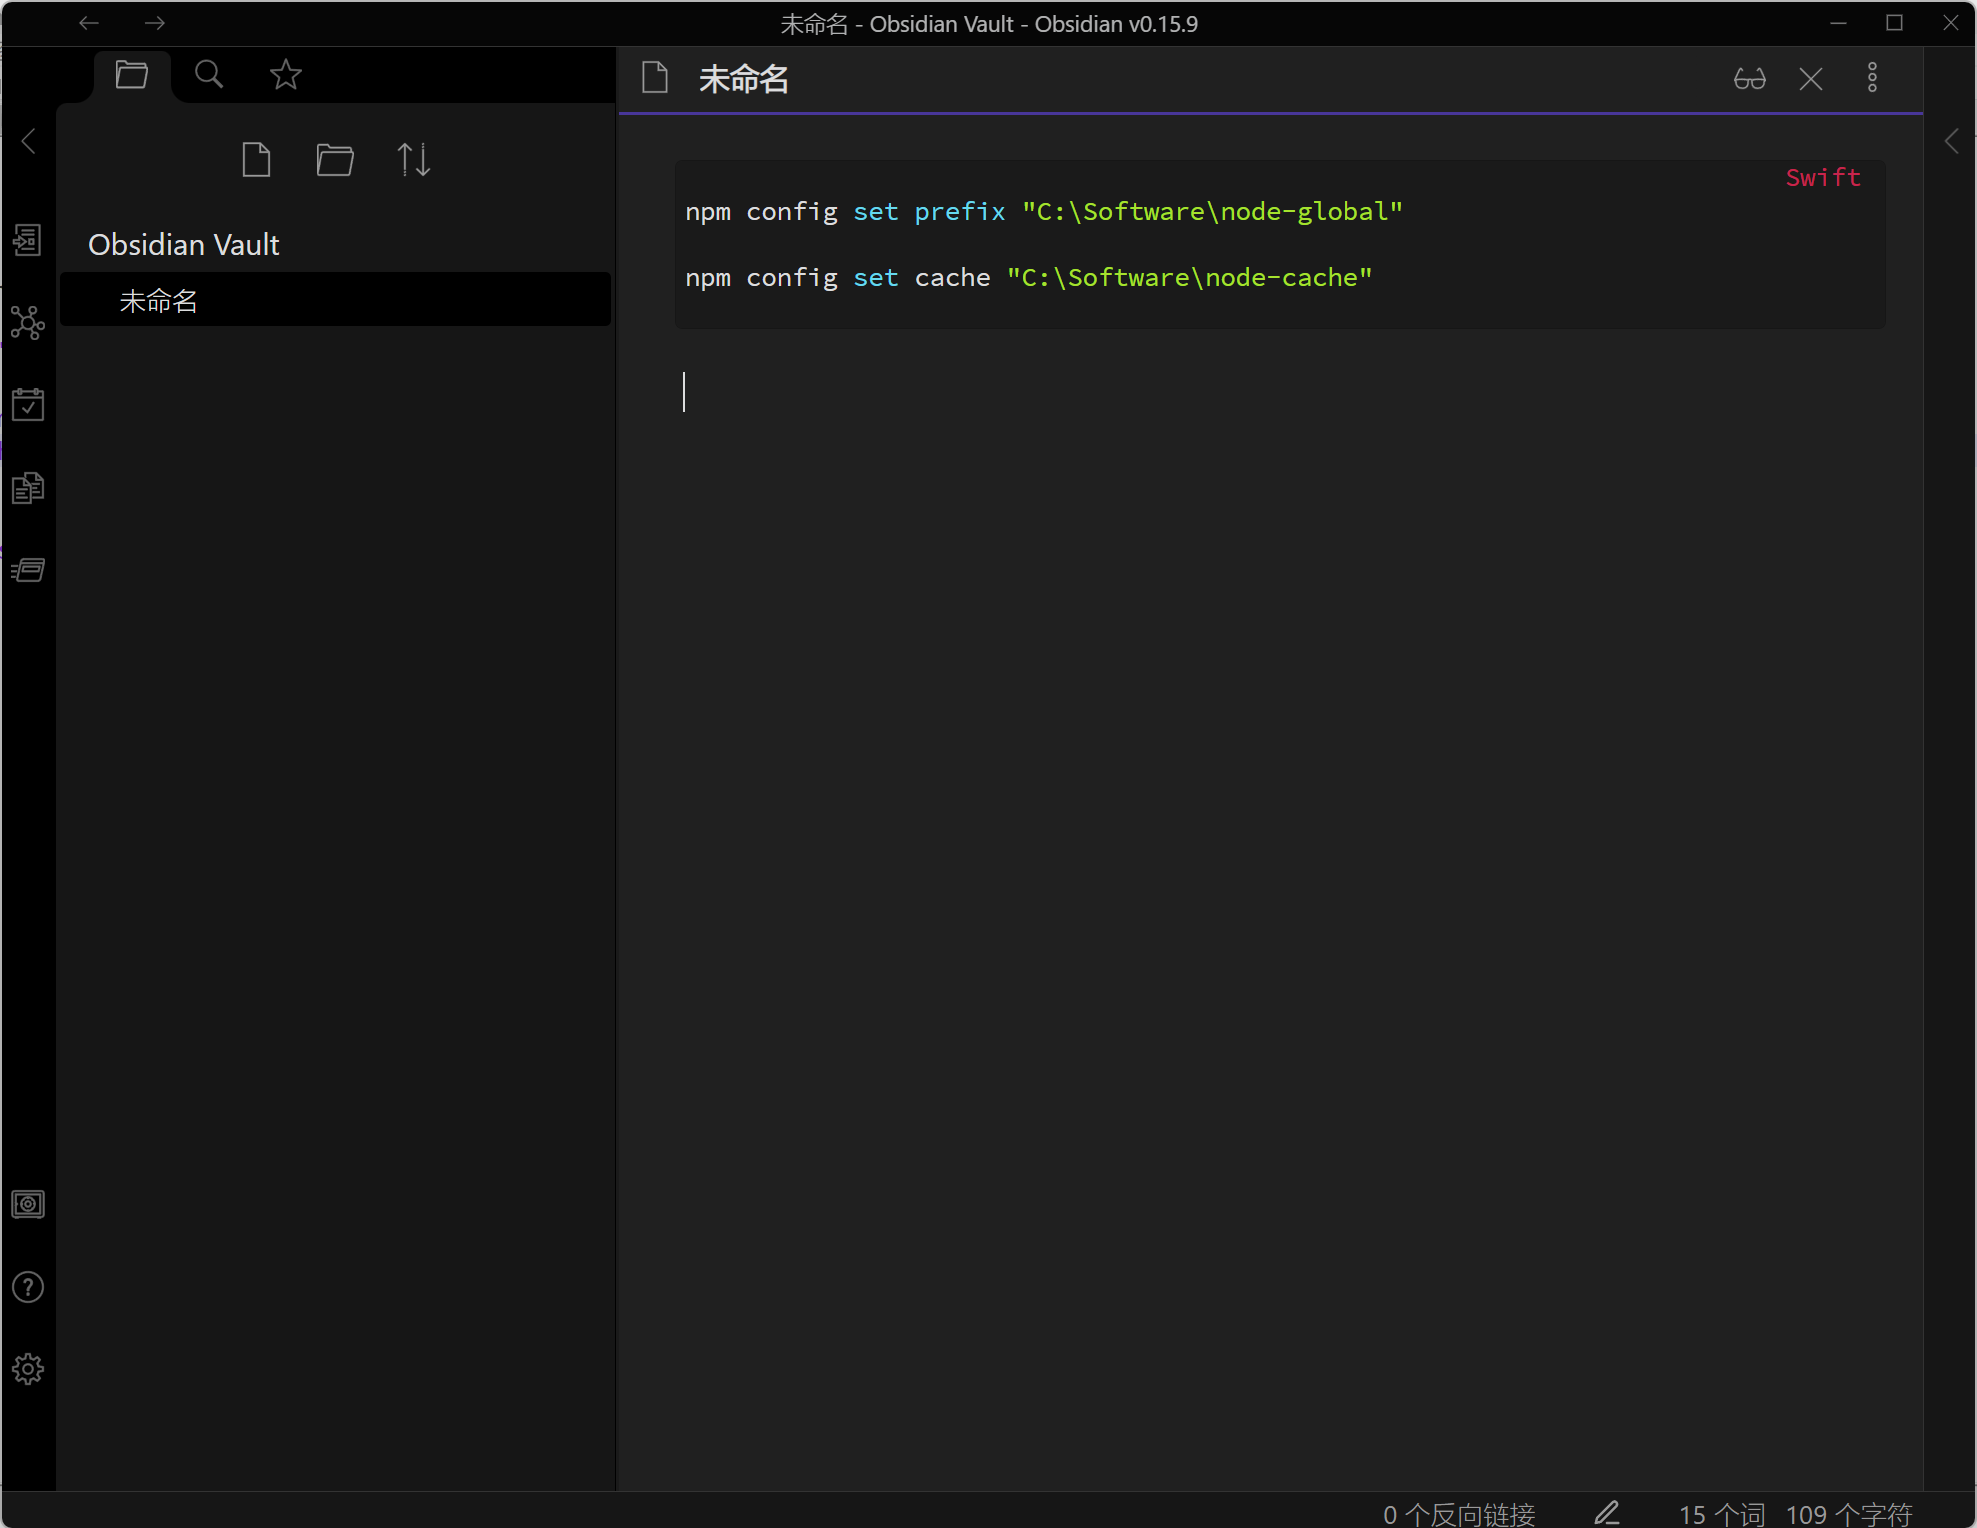 未命名 - Obsidian Vault - Obsidian v0.15.9
未命名
Obsidian Vault
未命名
Swift
npm config set prefix "C:\Software\node-global"
npm config set cache "C:\Software\node-cache"
0 个反向链接
15 个词
109 个字符